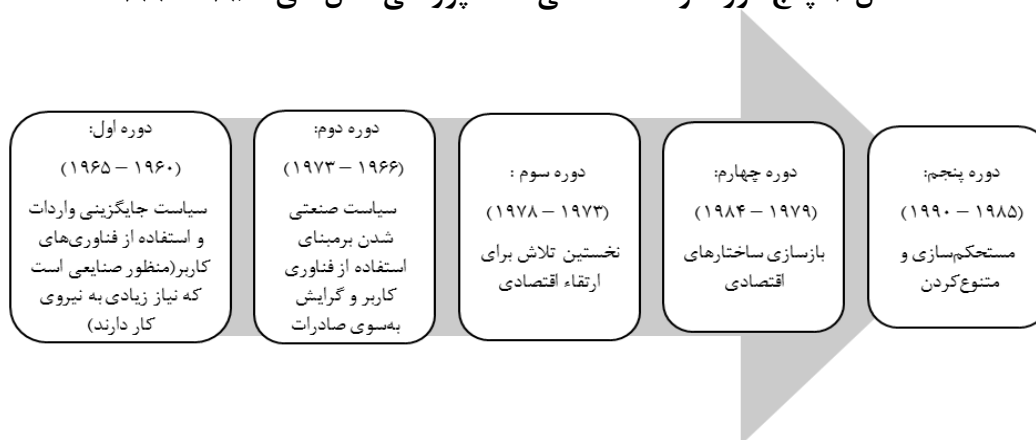 دوره اول:
(۱۹۶۰ – ۱۹۶۵)
سیاست جایگزینی واردات
و استفاده از فناوری‌های
کاربر(منظور صنایعی است
که نیاز زیادی به نیروی
کار دارند)
دوره دوم:
(۱۹۶۶ – ۱۹۷۳)
سیاست صنعتی
شدن برمبنای
استفاده از فناوری
کاربر و گرایش
به‌سوی صادرات
دوره سوم :
(۱۹۷۳ – ۱۹۷۸)
نخستین تلاش برای
ارتقاء اقتصادی
دوره چهارم:
(۱۹۷۹ – ۱۹۸۴)
بازسازی ساختارهای
اقتصادی
دوره پنجم:
(۱۹۸۵ – ۱۹۹۰)
مستحکم‌سازی و
متنوع‌کردن